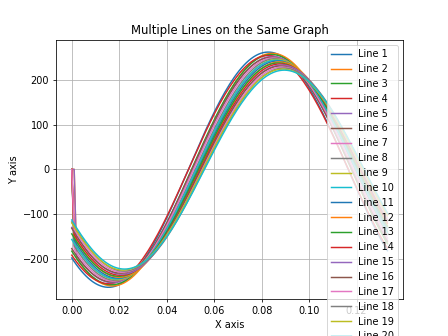 Multiple Lines on the Same Graph
Y axis
200
100
0
−100
−200
0.00
0.02
0.04
0.06
0.08
0.10
X axis
Line 1
Line 2
Line 3
Line 4
Line 5
Line 6
Line 7
Line 8
Line 9
Line 10
Line 11
Line 12
Line 13
Line 14
Line 15
Line 16
Line 17
Line 18
Line 19
Line 20